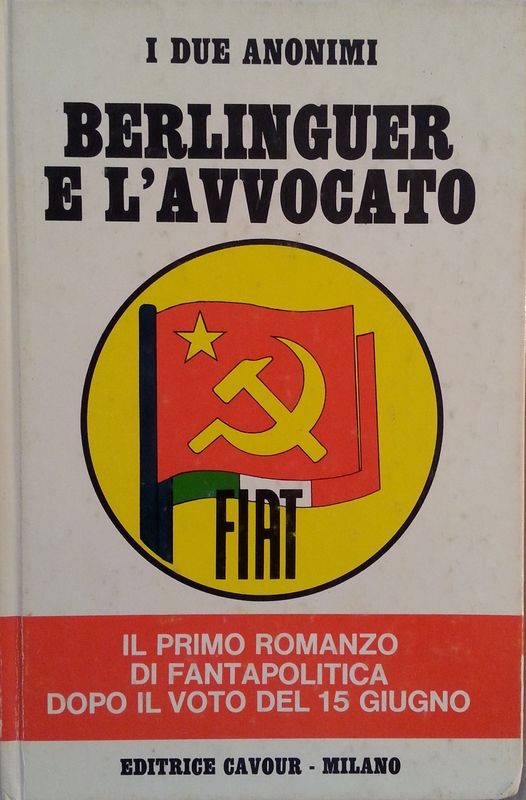 I DUE ANONIMI
BERLINGUER
E L'AVVOCATO
FIAT
IL PRIMO ROMANZO
DI FANTAPOLITICA
DOPO IL VOTO DEL 15 GIUGNO
EDITRICE CAVOUR - MILANO